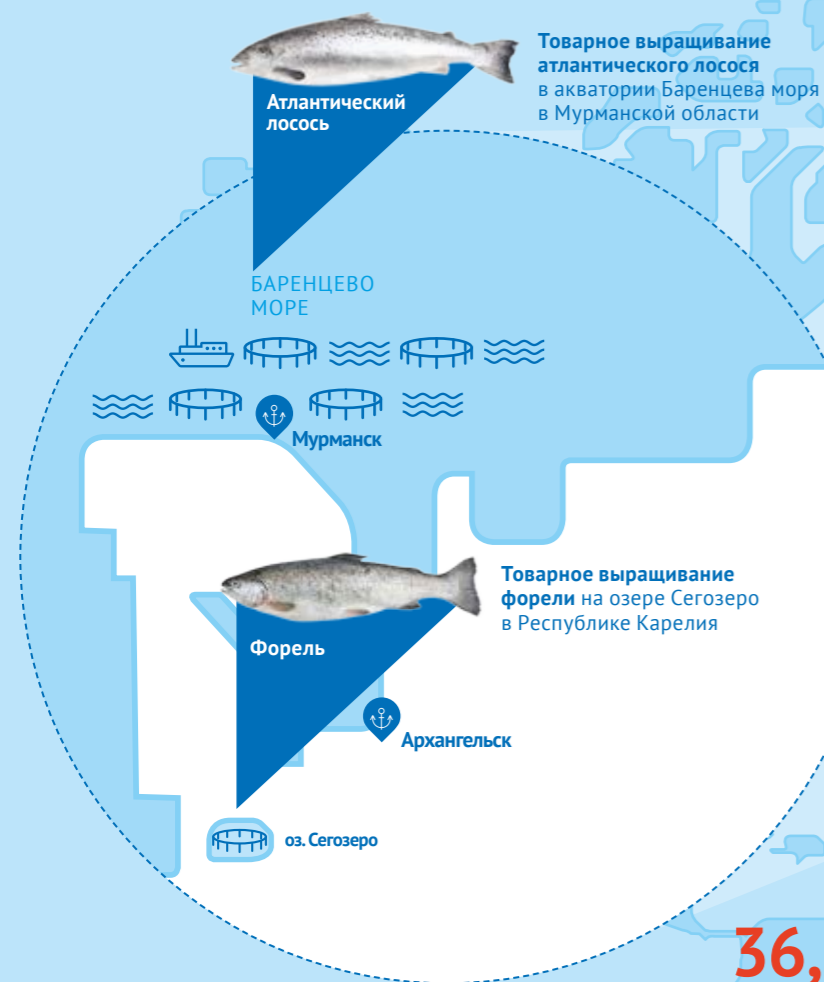 Товарное выращивание
атлантического лосося
в акватории Баренцева моря
в Мурманской области
Атлантический
лосось
БАРЕНЦЕВО
МОРЕ
Мурманск
Товарное выращивание
форели на озере Сегозеро
в Республике Карелия
Форель
Архангельск
оз. Сегозеро
36,